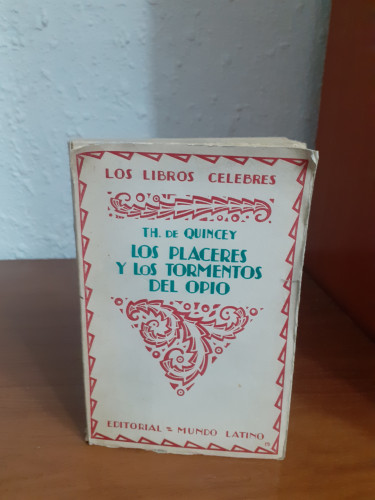 LOS LIBROS CELEBRES
TH. DE QUINCEY
LOS PLACERES
Y LOS TORMENTOS
DEL OPIO
EDITORIAL = MUNDO LATINO